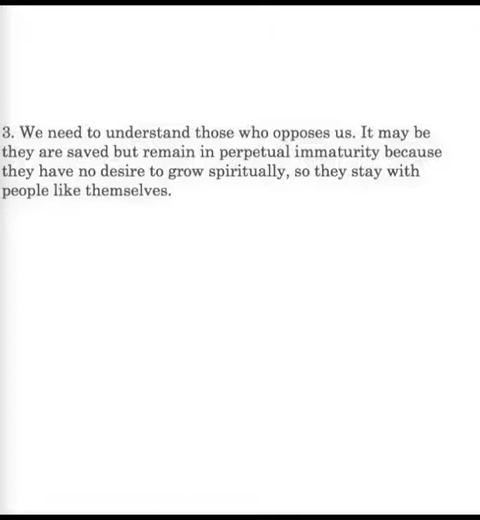 3. We need to understand those who opposes us. It may be
they are saved but remain in perpetual immaturity because
they have no desire to grow spiritually, so they stay with
people like themselves.